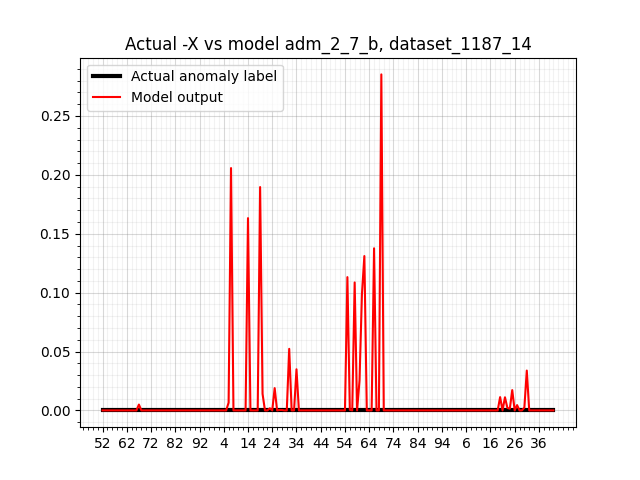 Actual -X vs model adm_2_7_b, dataset_1187_14
Actual anomaly label
Model output
0.25
0.20
0.15
0.10
0.05
0.00
52 62 72 82 92 4 14 24 34 44 54 64 74 84 94 6 16 26 36